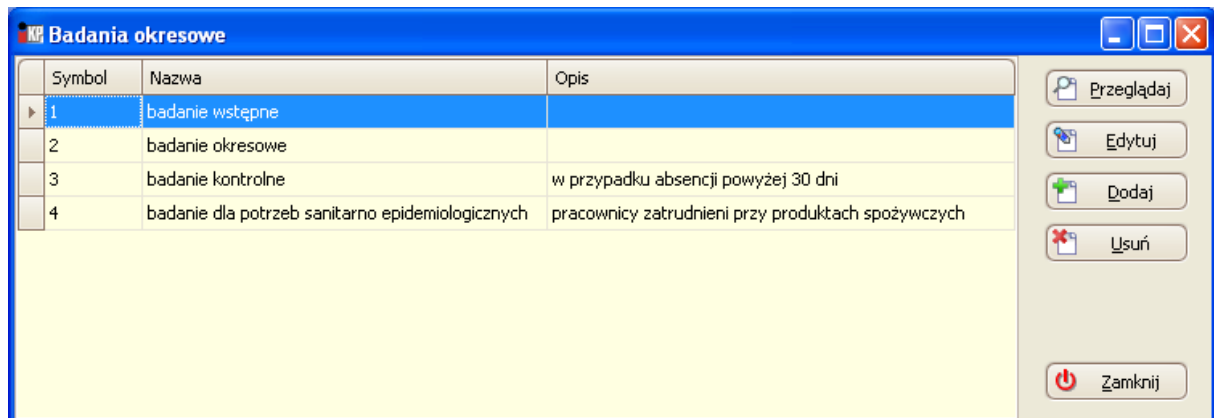 KP Badania okresowe
Symbol Nazwa Opis
1 badanie wstępne
2 badanie okresowe
3 badanie kontrolne w przypadku absencji powyżej 30 dni
4 badanie dla potrzeb sanitarno epidemiologicznych pracownicy zatrudnieni przy produktach spożywczych
Przeglądaj
Edytuj
Dodaj
Usuń
Zamknij